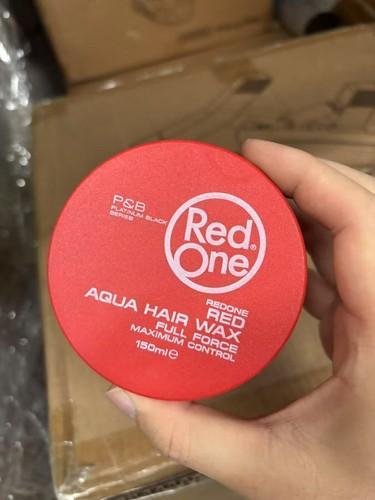 P&B
PLATINUM BLACK
SERIES
Red®
One
REDONE
RED
AQUA HAIR WAX
FULL FORCE
MAXIMUM CONTROL
150ml℮